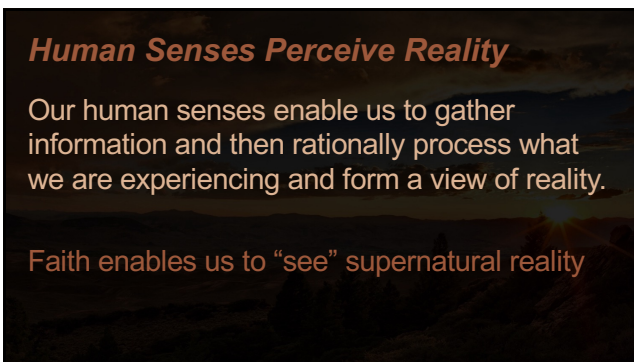 Human Senses Perceive Reality
Our human senses enable us to gather
information and then rationally process what
we are experiencing and form a view of reality.
Faith enables us to “see” supernatural reality